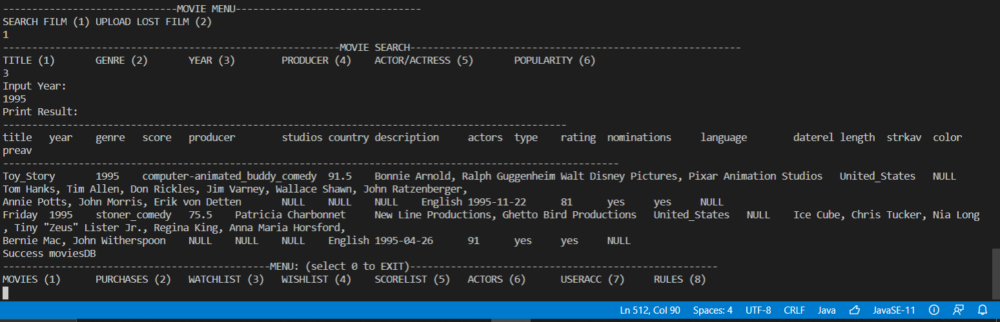 ------------------------------MOVIE MENU--------------------------------
SEARCH FILM (1) UPLOAD LOST FILM (2)
1
----------------------------------------------------------MOVIE SEARCH---------------------------------------------------------
TITLE (1) GENRE (2) YEAR (3) PRODUCER (4) ACTOR/ACTRESS (5) POPULARITY (6)
3
Input Year:
1995
Print Result:
-------------------------------------------------------------------------------------------------
title year genre score producer studios country description actors type rating nominations language daterel length strkav color
preav
----------------------------------------------------------------------------------------------------------
Toy_Story 1995 computer-animated_buddy_comedy 91.5 Bonnie Arnold, Ralph Guggenheim Walt Disney Pictures, Pixar Animation Studios United_States NULL
Tom Hanks, Tim Allen, Don Rickles, Jim Varney, Wallace Shawn, John Ratzenberger,
Annie Potts, John Morris, Erik von Detten NULL NULL NULL English 1995-11-22 81 yes yes NULL
Friday 1995 stoner_comedy 75.5 Patricia Charbonnet New Line Productions, Ghetto Bird Productions United_States NULL Ice Cube, Chris Tucker, Nia Long
, Tiny "Zeus" Lister Jr., Regina King, Anna Maria Horsford,
Bernie Mac, John Witherspoon NULL NULL NULL English 1995-04-26 91 yes yes NULL
Success moviesDB
----------------------------------------------MENU: (select 0 to EXIT)-----------------------------------------------------
MOVIES (1) PURCHASES (2) WATCHLIST (3) WISHLIST (4) SCORELIST (5) ACTORS (6) USERACC (7) RULES (8)
Ln 512, Col 90 Spaces: 4 UTF-8 CRLF Java JavaSE-11